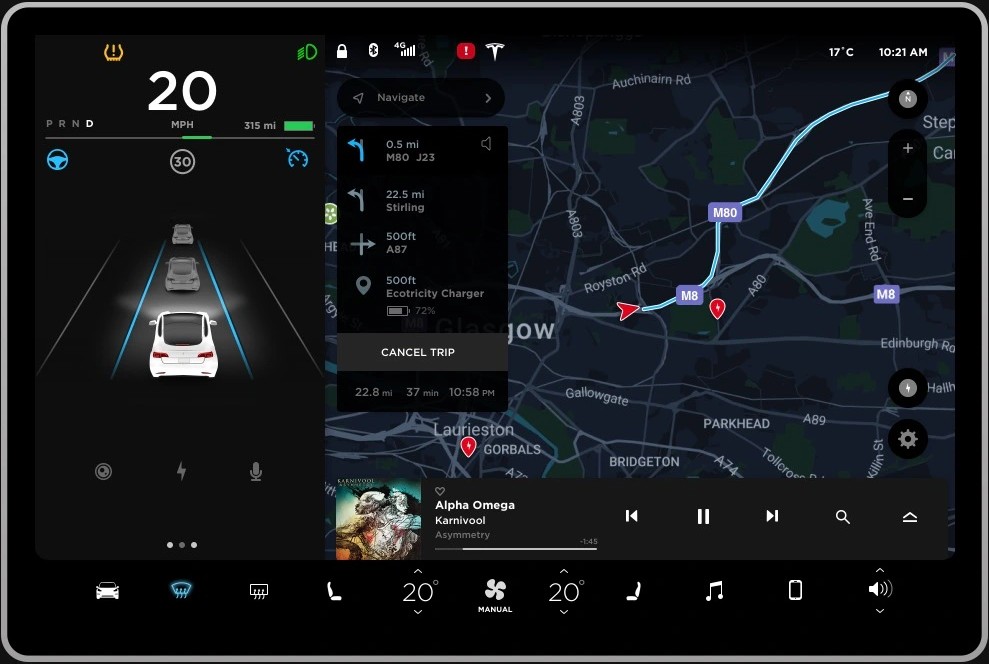 20
P R N D
MPH
315 mi
30
4G
17°C
10:21 AM
Navigate
0.5 mi
M80 J23
22.5 mi
Stirling
500ft
A87
500ft
Ecotricity Charger
72%
CANCEL TRIP
22.8 mi 37 min 10:58 PM
Auchinairn Rd
A803
A803
Royston Rd
M80
M8
A80
Ave End Rd
M8
Step
Ca
N
Glasgow
Edinburgh Rd
Gallowgate
A89
PARKHEAD
Laurieston
GORBALS
BRIDGETON
A74
Tollcross Rd
KARNIVOOL
Alpha Omega
Karnivool
Asymmetry
-1:45
20°
MANUAL
20°